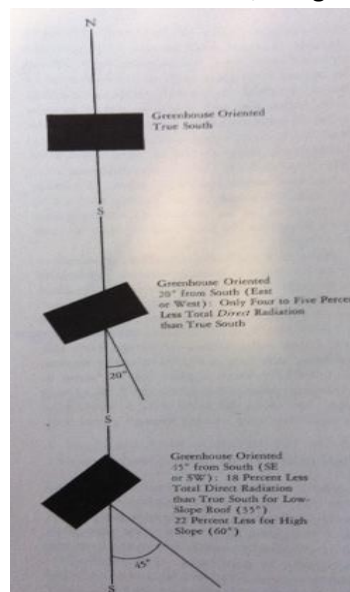 N
Greenhouse Oriented
True South
S
Greenhouse Oriented
20° from South (East
or West): Only Four to Five Percen
Less Total Direct Radiation
than True South
20°
S
Greenhouse Oriented
45° from South (SE
or SW): 18 Percent Less
Total Direct Radiation
than True South for Low-
Slope Roof (35°)
22 Percent Less for High
Slope (60°)
45°
S